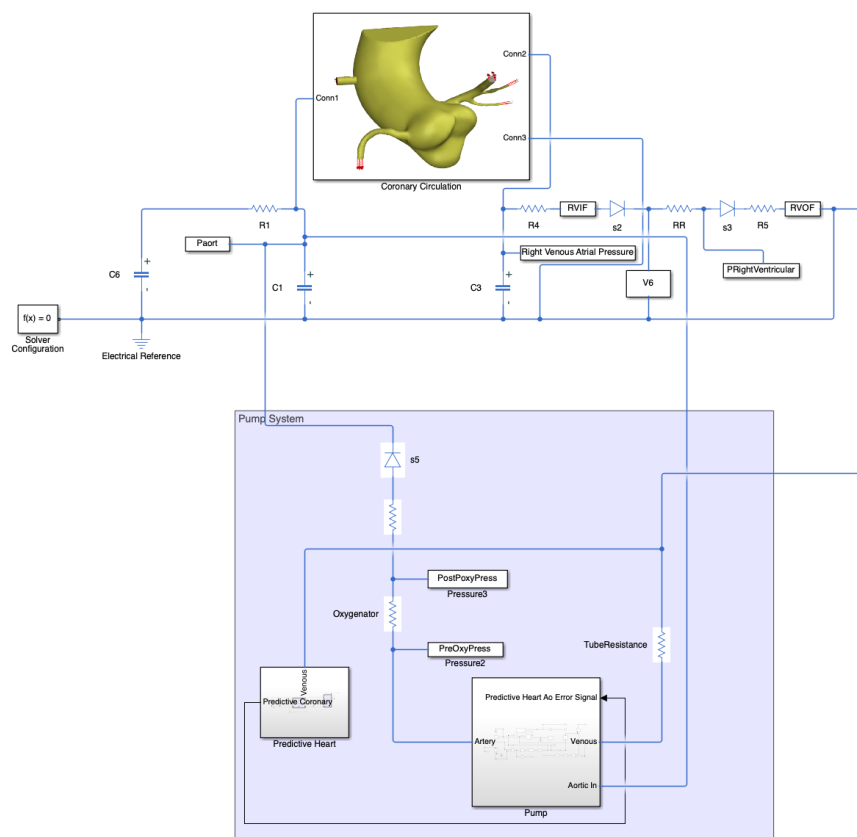 Conn1
Conn2
Conn3
Coronary Circulation
R1
Paort
C6
+
-
C1
+
-
C3
+
-
R4
RVIF
s2
RR
s3
R5
RVOF
Right Venous Atrial Pressure
PRightVentricular
V6
f(x) = 0
Solver
Configuration
Electrical Reference
Pump System
s5
PostPoxyPress
Pressure3
Oxygenator
PreOxyPress
Pressure2
TubeResistance
Venous
Predictive Coronary
Predictive Heart
Predictive Heart Ao Error Signal
Artery
Venous
Aortic In
Pump